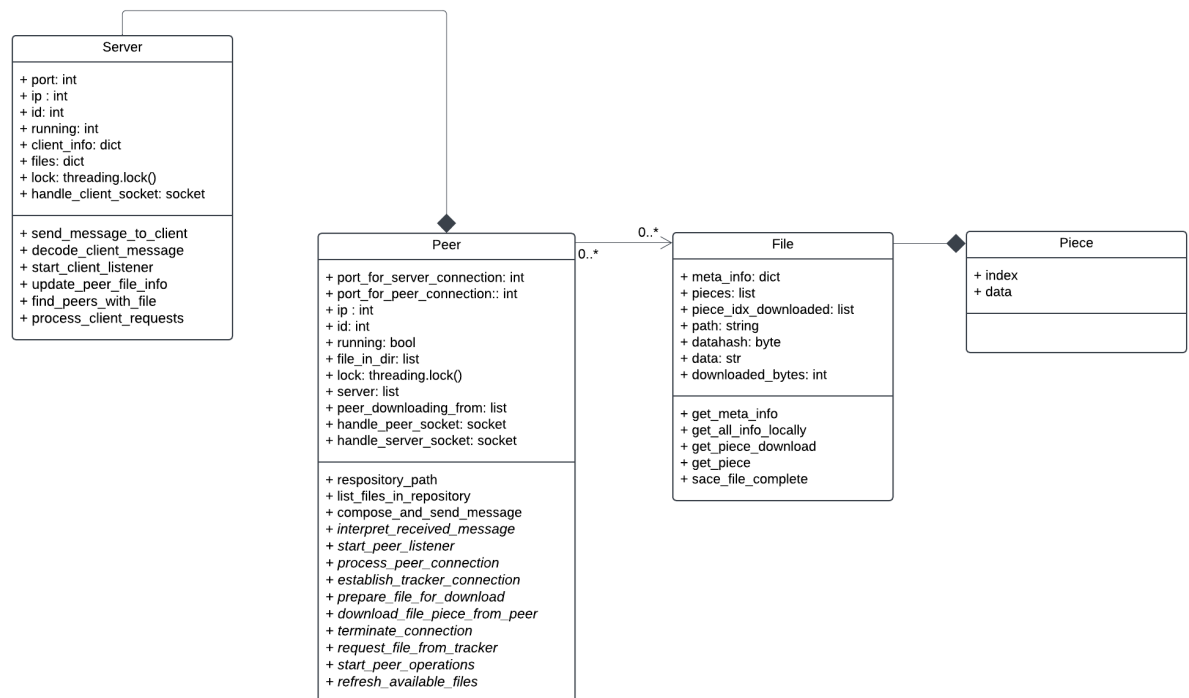 Server
+ port: int
+ ip : int
+ id: int
+ running: int
+ client_info: dict
+ files: dict
+ lock: threading.lock()
+ handle_client_socket: socket
+ send_message_to_client
+ decode_client_message
+ start_client_listener
+ update_peer_file_info
+ find_peers_with_file
+ process_client_requests
Peer
+ port_for_server_connection: int
+ port_for_peer_connection:: int
+ ip : int
+ id: int
+ running: bool
+ file_in_dir: list
+ lock: threading.lock()
+ server: list
+ peer_downloading_from: list
+ handle_peer_socket: socket
+ handle_server_socket: socket
+ respository_path
+ list_files_in_repository
+ compose_and_send_message
+ interpret_received_message
+ start_peer_listener
+ process_peer_connection
+ establish_tracker_connection
+ prepare_file_for_download
+ download_file_piece_from_peer
+ terminate_connection
+ request_file_from_tracker
+ start_peer_operations
+ refresh_available_files
0..*
0..*
File
+ meta_info: dict
+ pieces: list
+ piece_idx_downloaded: list
+ path: string
+ datahash: byte
+ data: str
+ downloaded_bytes: int
+ get_meta_info
+ get_all_info_locally
+ get_piece_download
+ get_piece
+ sace_file_complete
Piece
+ index
+ data